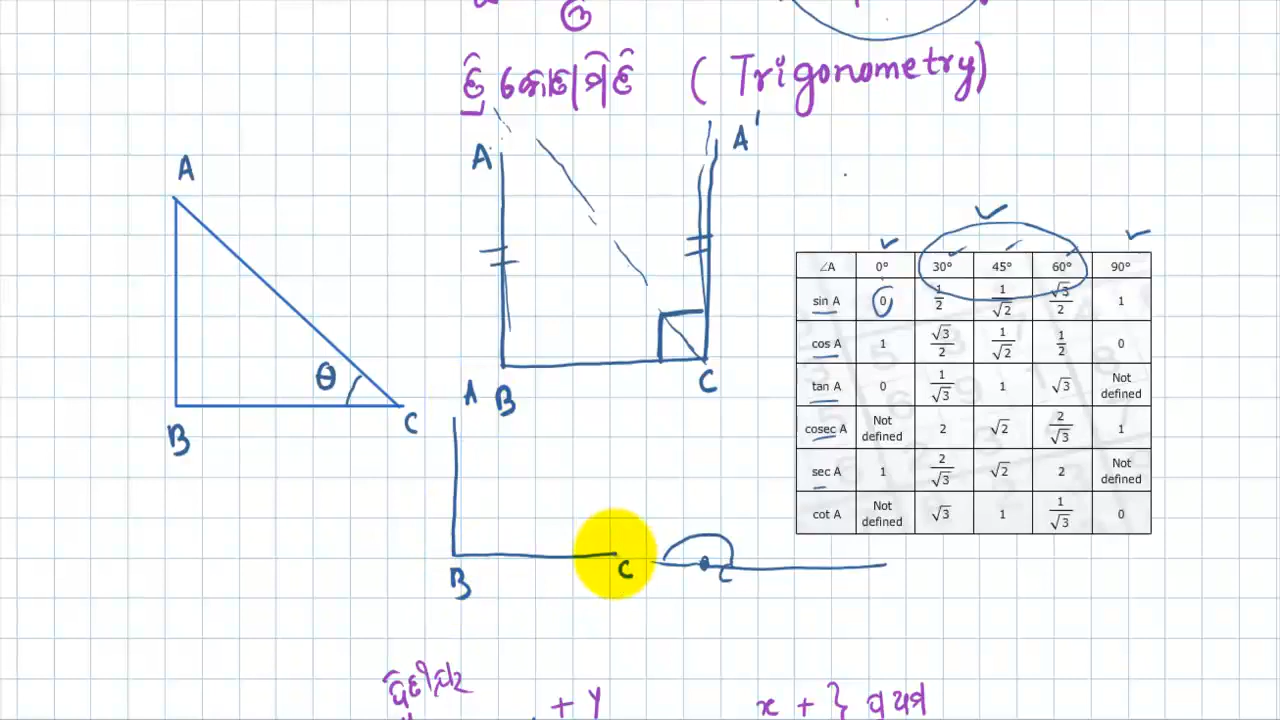 ③
ତ୍ରିକୋଣମିତି (Trigonometry)
A
B
C
θ
A
A'
B
C
A
B
C
C
∠A 0° 30° 45° 60° 90°
sin A 0 1/2 1/√2 √3/2 1
cos A 1 √3/2 1/√2 1/2 0
tan A 0 1/√3 1 √3 Not defined
cosec A Not defined 2 √2 2/√3 1
sec A 1 2/√3 √2 2 Not defined
cot A Not defined √3 1 1/√3 0
+ y
x + }